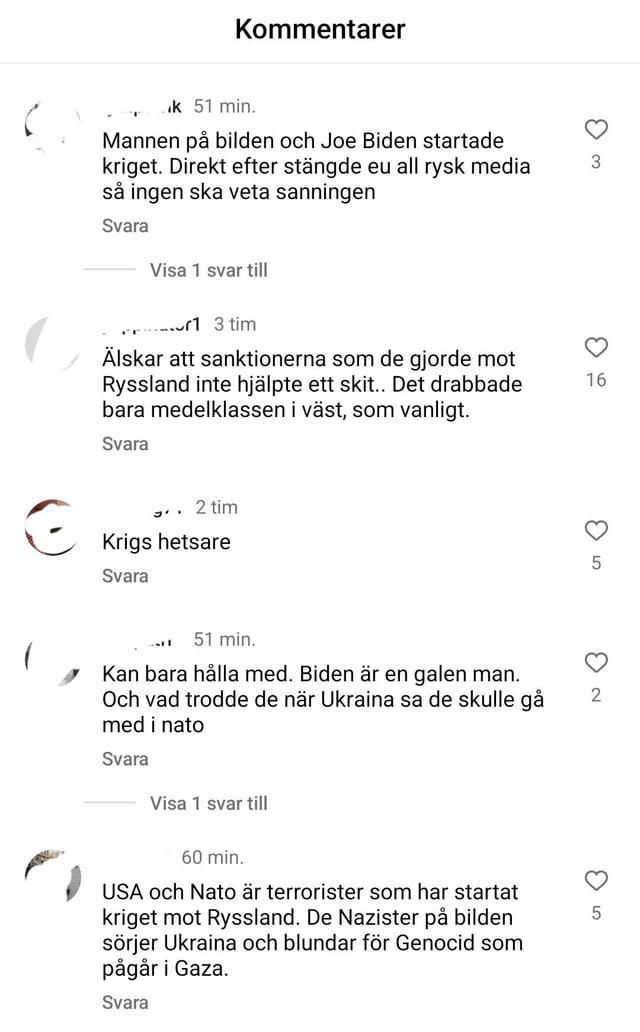 Kommentarer
51 min.
Mannen på bilden och Joe Biden startade
kriget. Direkt efter stängde eu all rysk media
så ingen ska veta sanningen
3
Svara
Visa 1 svar till
3 tim
Älskar att sanktionerna som de gjorde mot
Ryssland inte hjälpte ett skit.. Det drabbade
bara medelklassen i väst, som vanligt.
16
Svara
2 tim
Krigs hetsare
5
Svara
51 min.
Kan bara hålla med. Biden är en galen man.
Och vad trodde de när Ukraina sa de skulle gå
med i nato
2
Svara
Visa 1 svar till
60 min.
USA och Nato är terrorister som har startat
kriget mot Ryssland. De Nazister på bilden
sörjer Ukraina och blundar för Genocid som
pågår i Gaza.
5
Svara